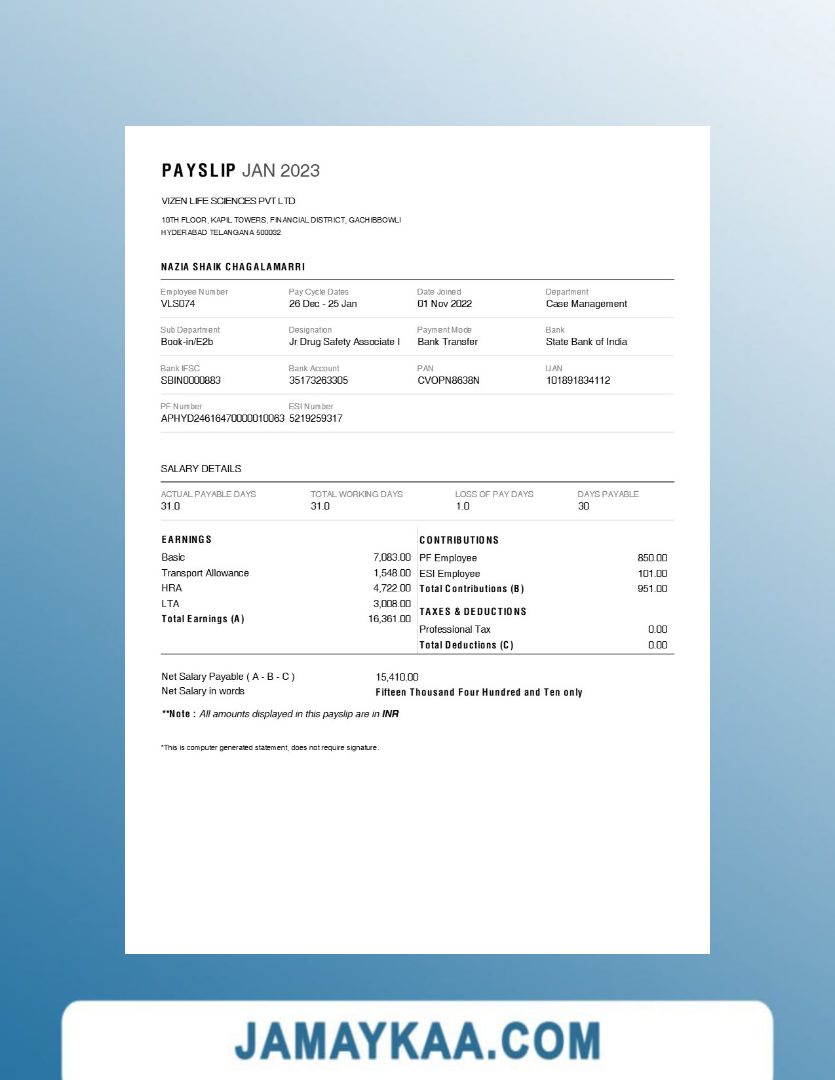 PAYSLIP JAN 2023
VIZEN LIFE SCIENCES PVT LTD
10TH FLOOR, KAPIL TOWERS, FINANCIAL DISTRICT, GACHIBBOWLI
HYDERABAD TELANGANA 500032
NAZIA SHAIK CHAGALAMARRI
Employee Number Pay Cycle Dates Date Joined Department
VLS074 26 Dec - 25 Jan 01 Nov 2022 Case Management
Sub Department Designation Payment Mode Bank
Book-in/E2b Jr Drug Safety Associate I Bank Transfer State Bank of India
Bank IFSC Bank Account PAN UAN
SBIN0000883 35173263305 CVOPN8638N 101891834112
PF Number ESI Number
APHYD24616470000010063 5219259317
SALARY DETAILS
ACTUAL PAYABLE DAYS TOTAL WORKING DAYS LOSS OF PAY DAYS DAYS PAYABLE
31.0 31.0 1.0 30
EARNINGS CONTRIBUTIONS
Basic 7,083.00 PF Employee 850.00
Transport Allowance 1,548.00 ESI Employee 101.00
HRA 4,722.00 Total Contributions (B) 951.00
LTA 3,008.00 TAXES & DEDUCTIONS
Total Earnings (A) 16,361.00 Professional Tax 0.00
Total Deductions (C) 0.00
Net Salary Payable ( A - B - C ) 15,410.00
Net Salary in words Fifteen Thousand Four Hundred and Ten only
**Note : All amounts displayed in this payslip are in INR
*This is computer generated statement, does not require signature.
JAMAYKAA.COM